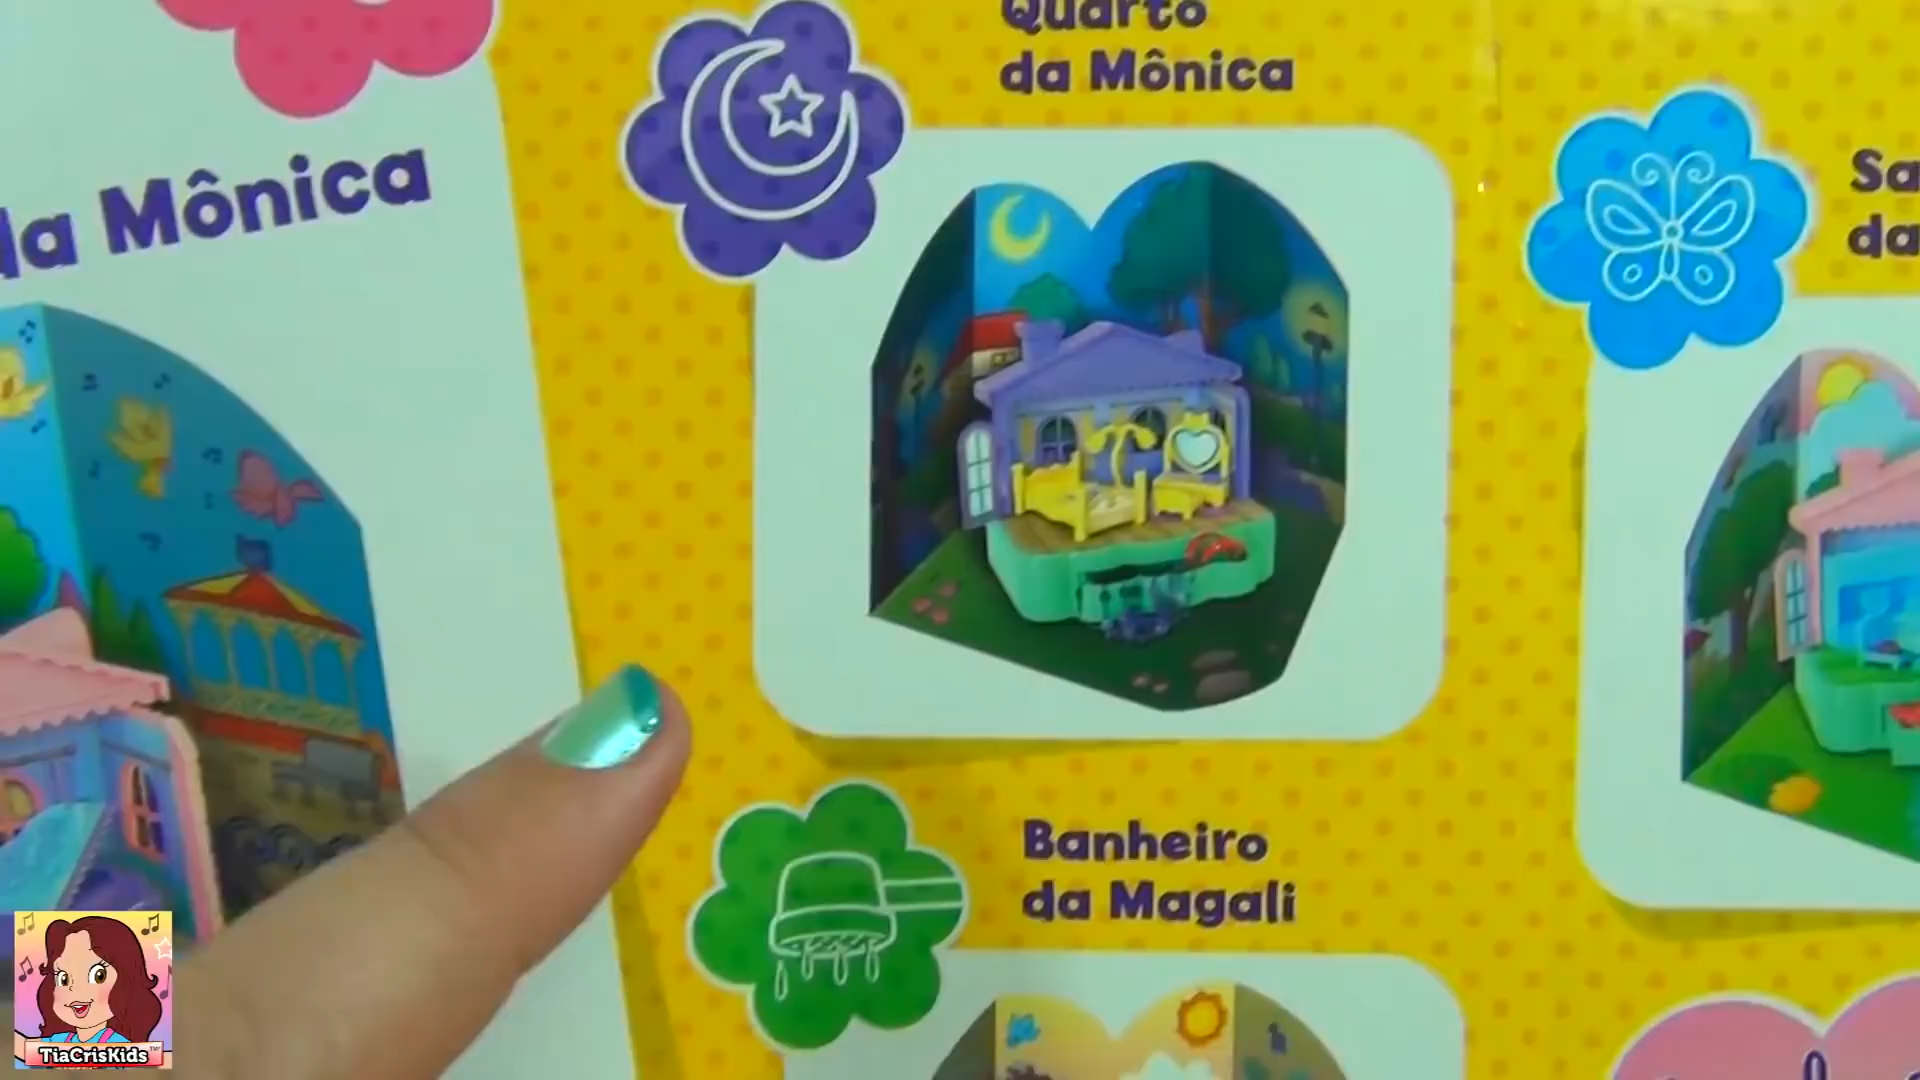 da Mônica
Quarto
da Mônica
Banheiro
da Magali
TiaCrisKids